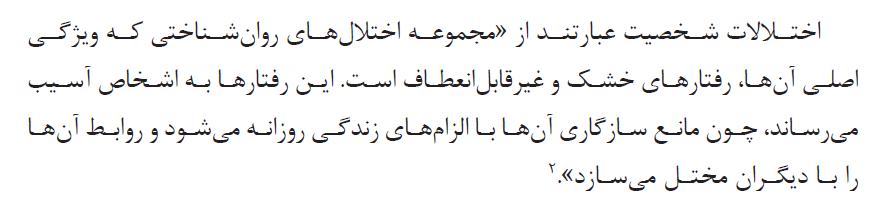 اختلالات شخصیت عبارتند از «مجموعه اختلال‌های روان‌شناختی که ویژگی
اصلی آن‌ها، رفتارهای خشک و غیرقابل‌انعطاف است. این رفتارها به اشخاص آسیب
می‌رساند، چون مانع سازگاری آن‌ها با الزام‌های زندگی روزانه می‌شود و روابط آن‌ها
را با دیگران مختل می‌سازد».۲